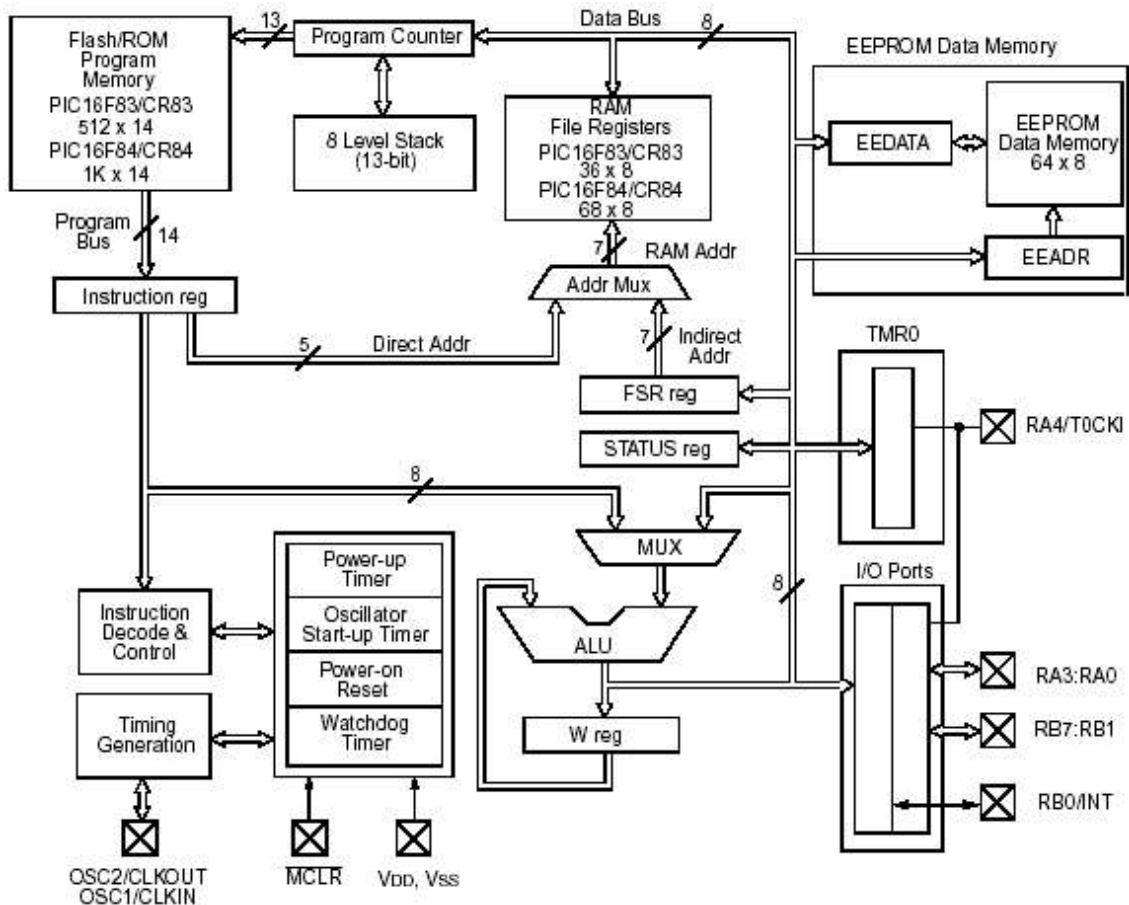 Flash/ROM
Program
Memory
PIC16F83/CR83
512 x 14
PIC16F84/CR84
1K x 14
13
Program Counter
Data Bus
8
8 Level Stack
(13-bit)
RAM
File Registers
PIC16F83/CR83
36 x 8
PIC16F84/CR84
68 x 8
EEPROM Data Memory
EEDATA
EEPROM
Data Memory
64 x 8
EEADR
Program
Bus
14
7
RAM Addr
Addr Mux
Instruction reg
5
Direct Addr
7
Indirect
Addr
FSR reg
STATUS reg
TMR0
RA4/T0CKI
8
MUX
8
ALU
W reg
Power-up
Timer
Oscillator
Start-up Timer
Power-on
Reset
Watchdog
Timer
Instruction
Decode &
Control
Timing
Generation
I/O Ports
RA3:RA0
RB7:RB1
RB0/INT
OSC2/CLKOUT
OSC1/CLKIN
MCLR
VDD, VSS